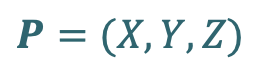 P = (X, Y, Z)